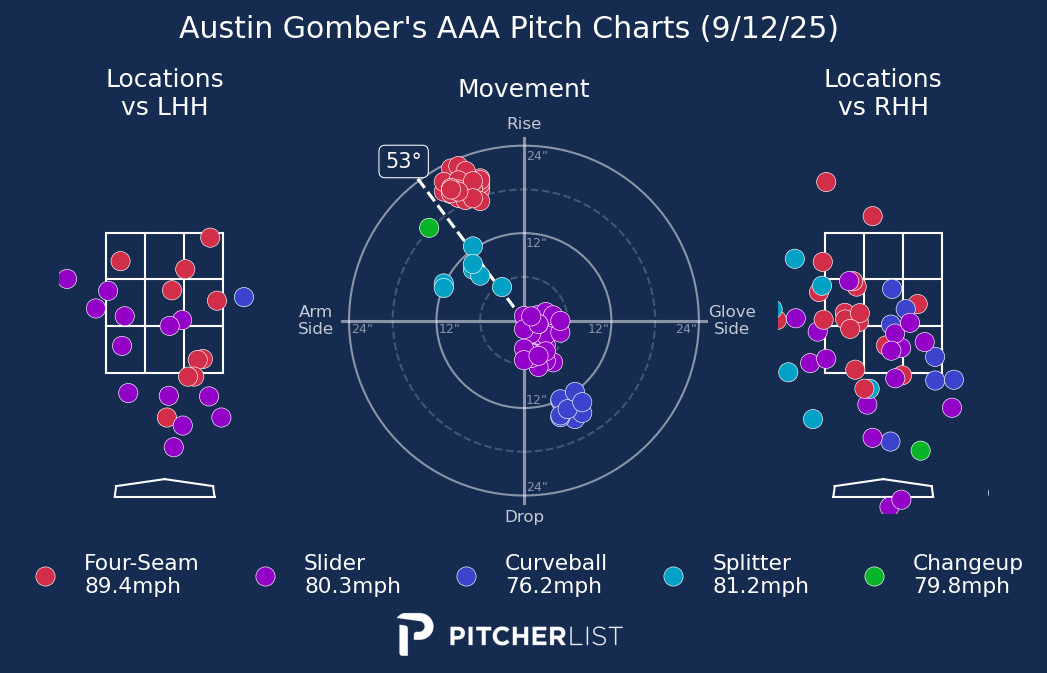 Austin Gomber's AAA Pitch Charts (9/12/25)
Locations
vs LHH
Movement
Locations
vs RHH
Rise
53°
24"
12"
Arm
Side
24"
12"
12"
24"
Glove
Side
12"
24"
Drop
Four-Seam
89.4mph
Slider
80.3mph
Curveball
76.2mph
Splitter
81.2mph
Changeup
79.8mph
PITCHERLIST